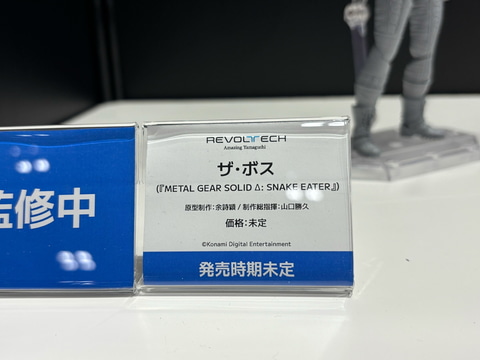 監修中
REVOLTECH
Amazing Yamaguchi
ザ・ボス
(『METAL GEAR SOLID Δ: SNAKE EATER』)
原型制作：余詩穎 / 制作総指揮：山口勝久
価格：未定
©Konami Digital Entertainment
発売時期未定